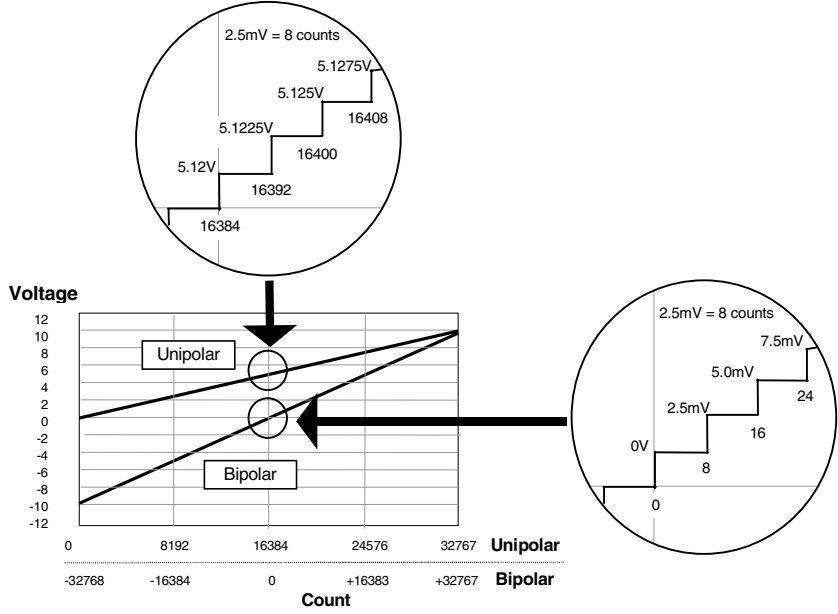 2.5mV = 8 counts
5.1275V
5.125V
16408
5.1225V
16400
5.12V
16392
16384
Voltage
12
10
8
6
4
2
0
-2
-4
-6
-8
-10
-12
Unipolar
Bipolar
2.5mV = 8 counts
7.5mV
5.0mV
24
2.5mV
16
0V
8
0
0 8192 16384 24576 32767 Unipolar
-32768 -16384 0 +16383 +32767 Bipolar
Count